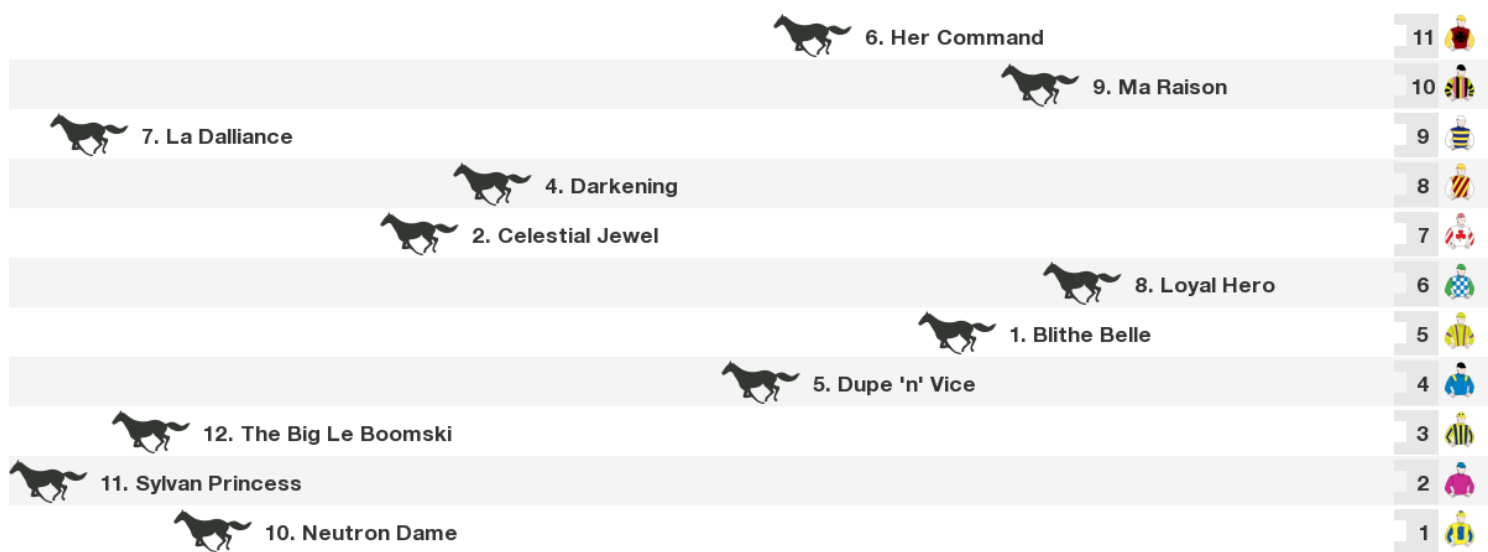 6. Her Command 11
9. Ma Raison 10
7. La Dalliance 9
4. Darkening 8
2. Celestial Jewel 7
8. Loyal Hero 6
1. Blithe Belle 5
5. Dupe 'n' Vice 4
12. The Big Le Boomski 3
11. Sylvan Princess 2
10. Neutron Dame 1